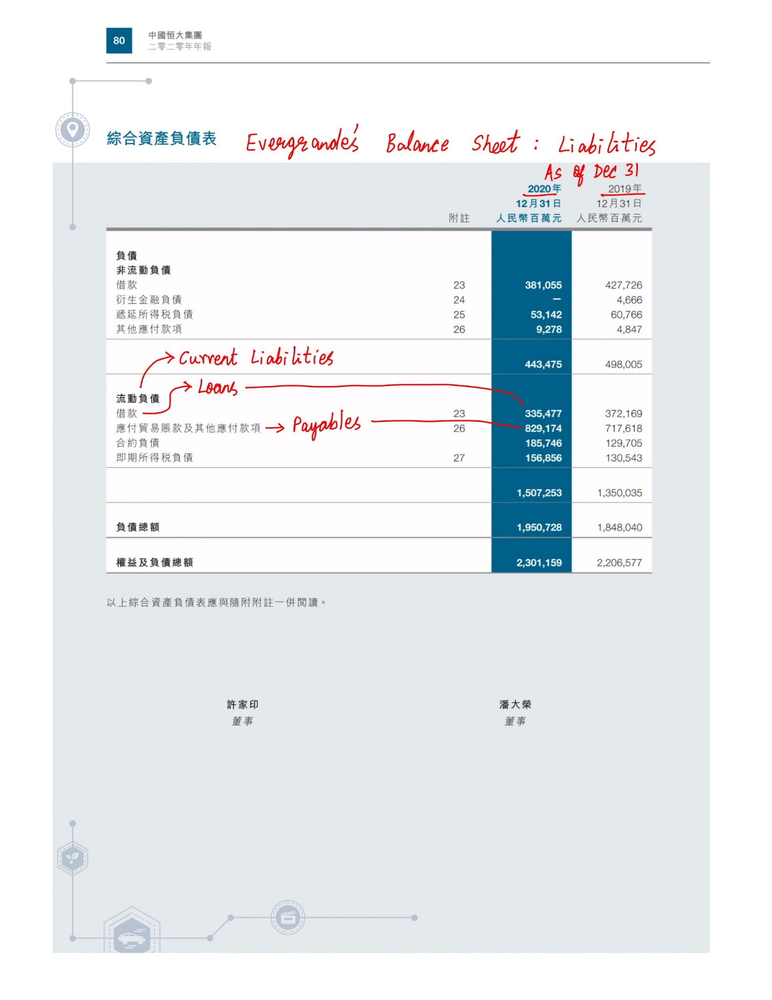 80
中國恒大集團
二零二零年年報
綜合資產負債表 Evergrande's Balance Sheet : Liabilities
As of Dec 31
2020年 2019年
12月31日 12月31日
附註 人民幣百萬元 人民幣百萬元
負債
非流動負債
借款 23 381,055 427,726
衍生金融負債 24 — 4,666
遞延所得税負債 25 53,142 60,766
其他應付款項 26 9,278 4,847
Current Liabilities
443,475 498,005
Loans
流動負債
借款 23 335,477 372,169
應付貿易賬款及其他應付款項 Payables 26 829,174 717,618
合約負債 185,746 129,705
即期所得税負債 27 156,856 130,543
1,507,253 1,350,035
負債總額 1,950,728 1,848,040
權益及負債總額 2,301,159 2,206,577
以上綜合資產負債表應與隨附附註一併閱讀。
許家印 潘大榮
董事 董事